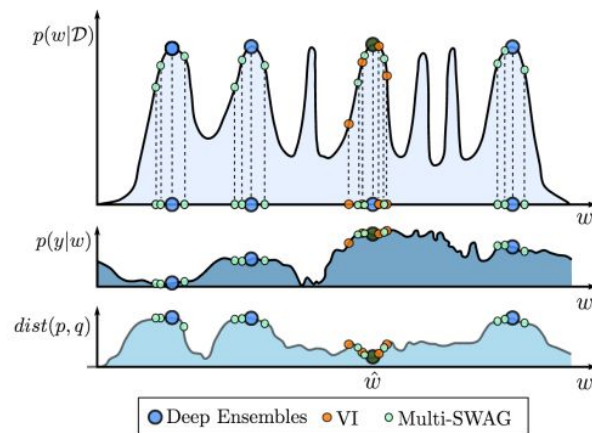 p(w|𝒟)
w
p(y|w)
w
dist(p, q)
ŵ
w
Deep Ensembles VI Multi-SWAG